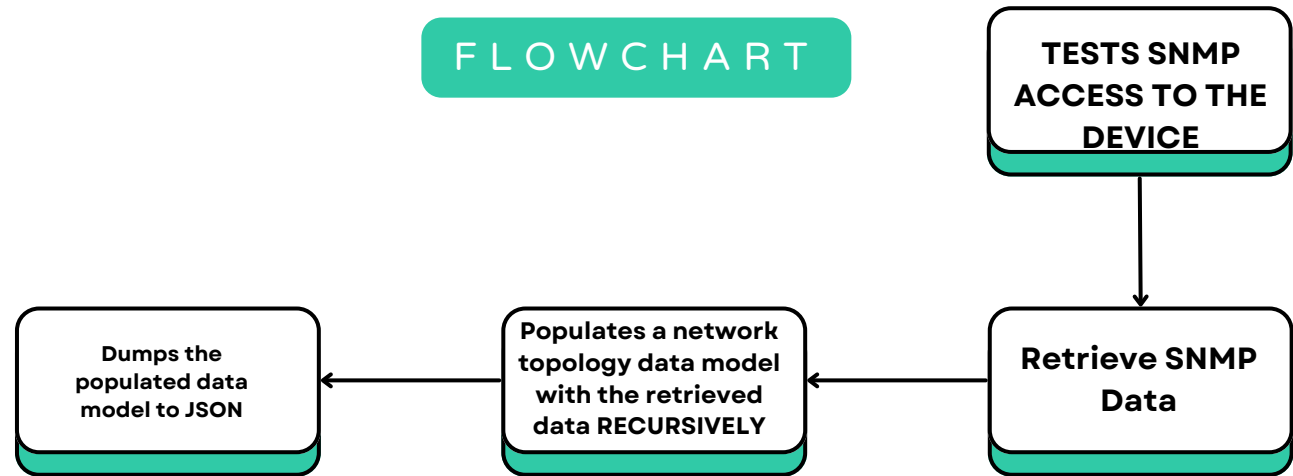 FLOWCHART
TESTS SNMP
ACCESS TO THE
DEVICE
Retrieve SNMP
Data
Populates a network
topology data model
with the retrieved
data RECURSIVELY
Dumps the
populated data
model to JSON